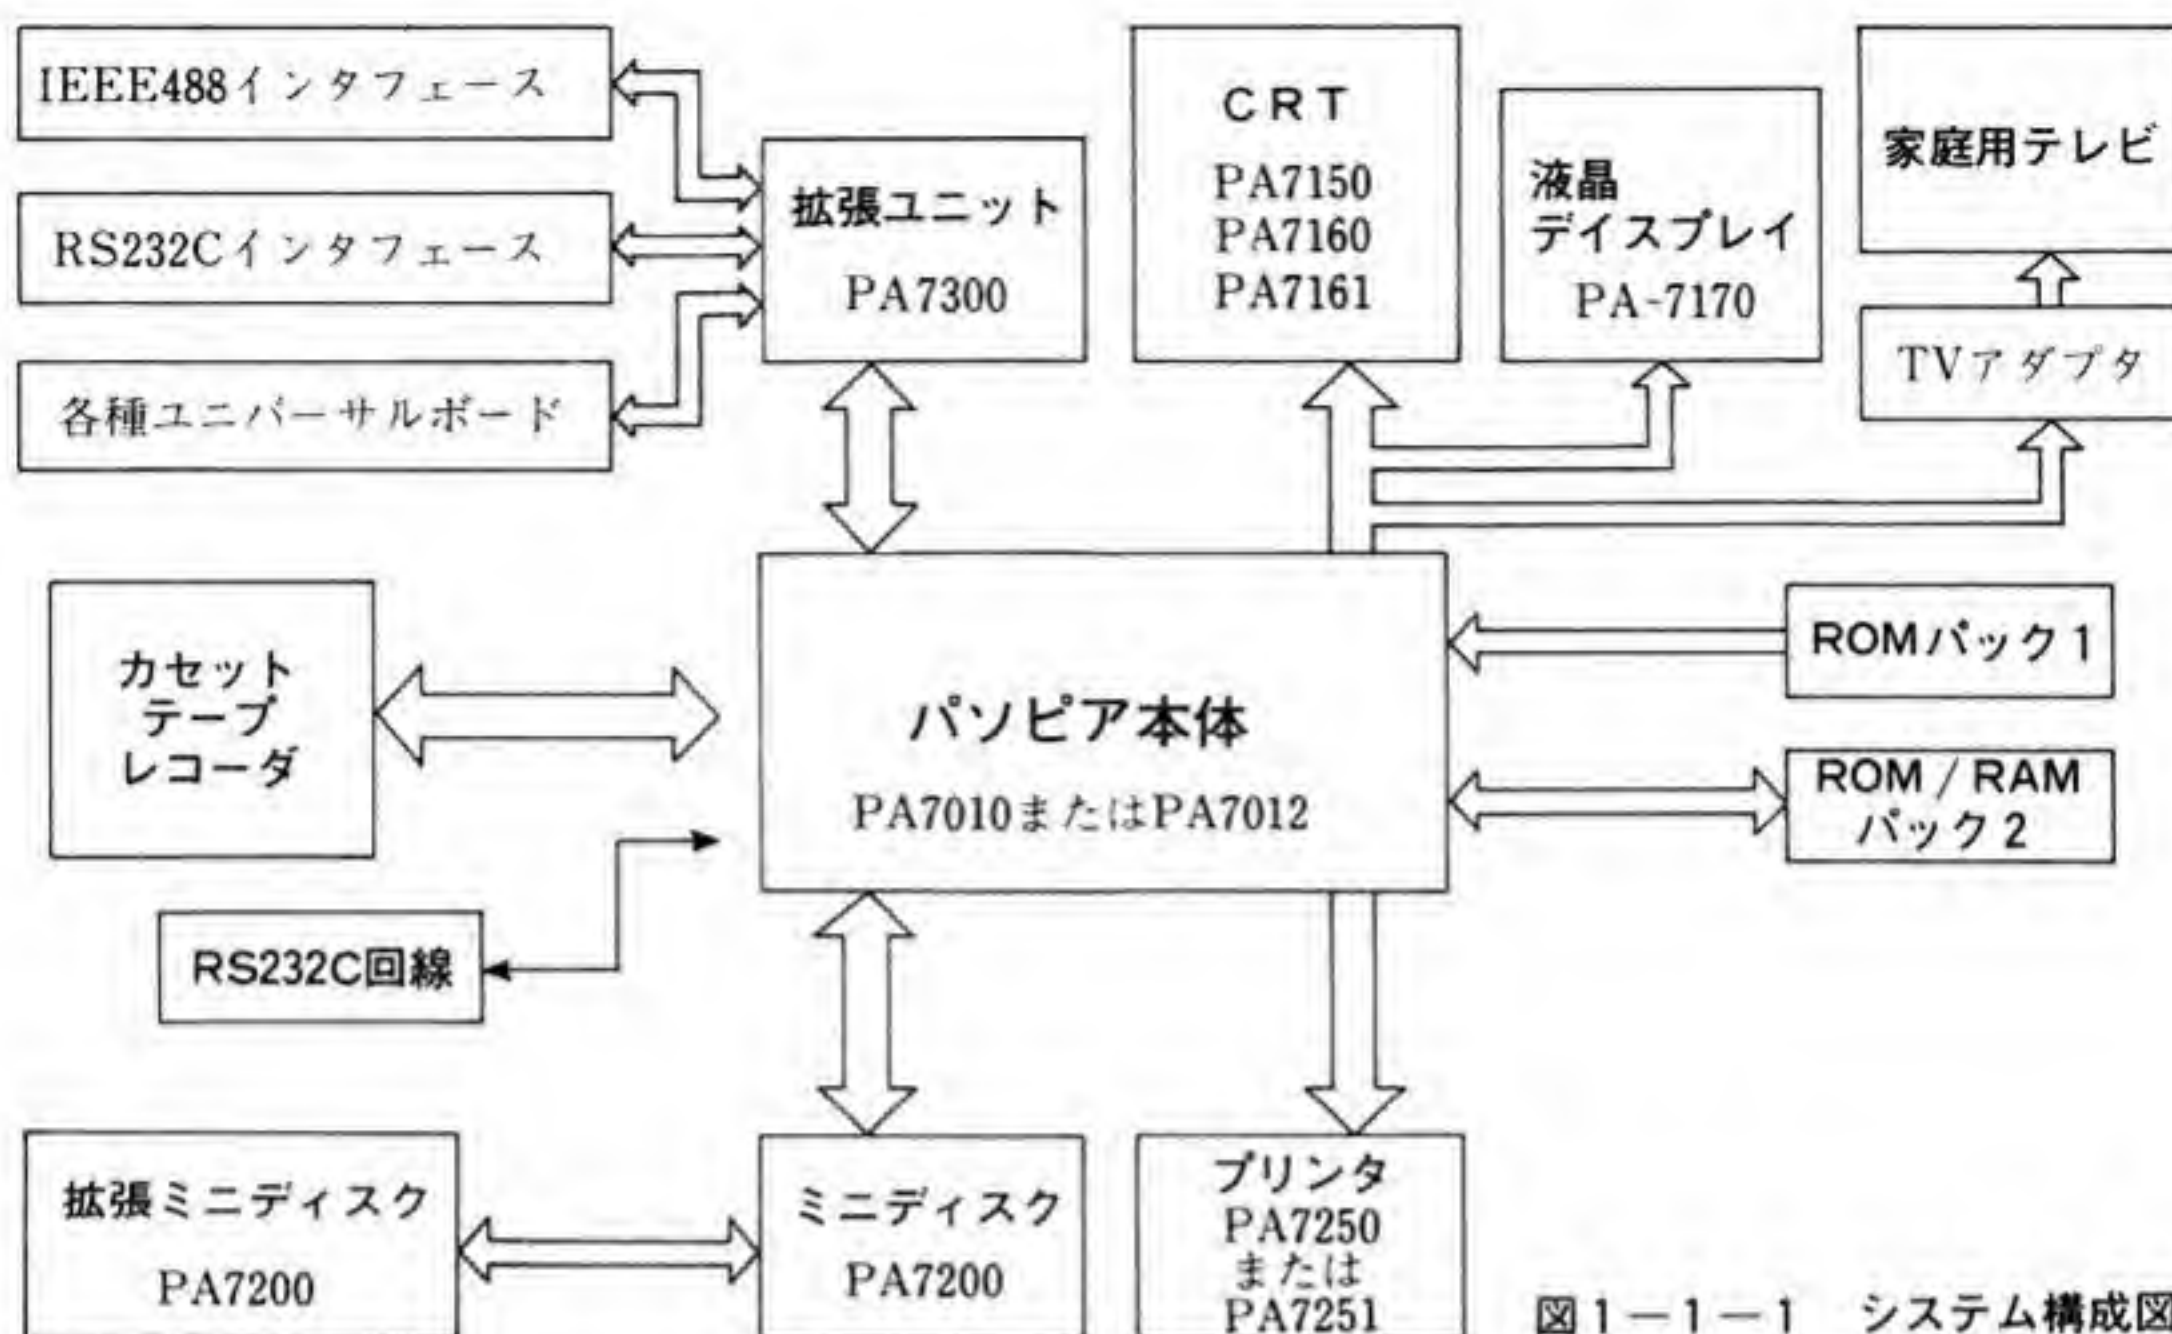 IEEE488インタフェース
RS232Cインタフェース
各種ユニバーサルボード
拡張ユニット
PA7300
CRT
PA7150
PA7160
PA7161
液晶
デイスプレイ
PA-7170
家庭用テレビ
TVアダプタ
カセット
テープ
レコーダ
パソピア本体
PA7010またはPA7012
ROMパック1
ROM/RAM
パック2
RS232C回線
拡張ミニディスク
PA7200
ミニディスク
PA7200
プリンタ
PA7250
または
PA7251
図1-1-1 システム構成図